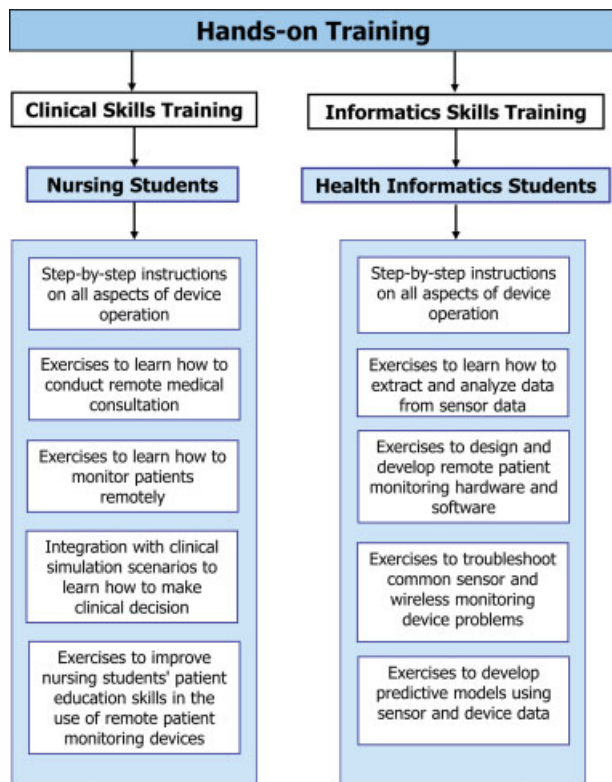 Hands-on Training
Clinical Skills Training
Nursing Students
Step-by-step instructions
on all aspects of device
operation
Exercises to learn how to
conduct remote medical
consultation
Exercises to learn how to
monitor patients
remotely
Integration with clinical
simulation scenarios to
learn how to make
clinical decision
Exercises to improve
nursing students' patient
education skills in the
use of remote patient
monitoring devices
Informatics Skills Training
Health Informatics Students
Step-by-step instructions
on all aspects of device
operation
Exercises to learn how to
extract and analyze data
from sensor data
Exercises to design and
develop remote patient
monitoring hardware and
software
Exercises to troubleshoot
common sensor and
wireless monitoring
device problems
Exercises to develop
predictive models using
sensor and device data